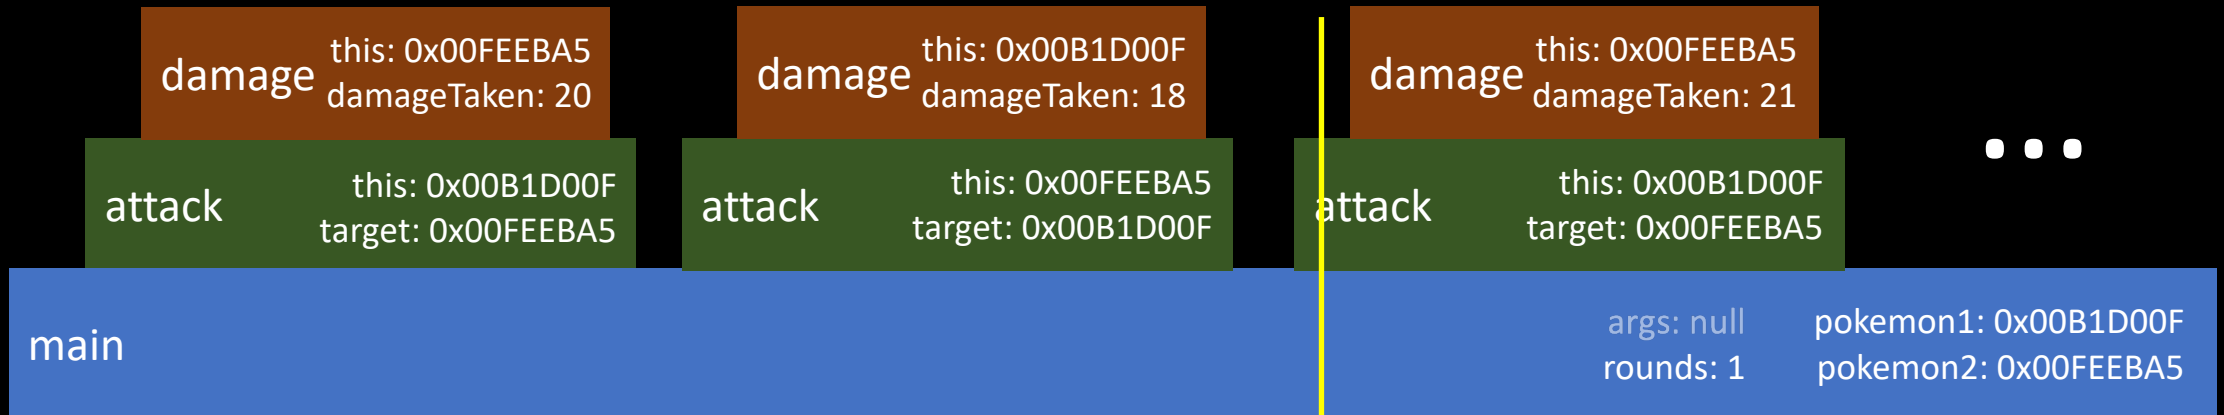 damage
this: 0x00FEEBA5
damageTaken: 20
damage
this: 0x00B1D00F
damageTaken: 18
damage
this: 0x00FEEBA5
damageTaken: 21
attack
this: 0x00B1D00F
target: 0x00FEEBA5
attack
this: 0x00FEEBA5
target: 0x00B1D00F
attack
this: 0x00B1D00F
target: 0x00FEEBA5
...
main
args: null
rounds: 1
pokemon1: 0x00B1D00F
pokemon2: 0x00FEEBA5